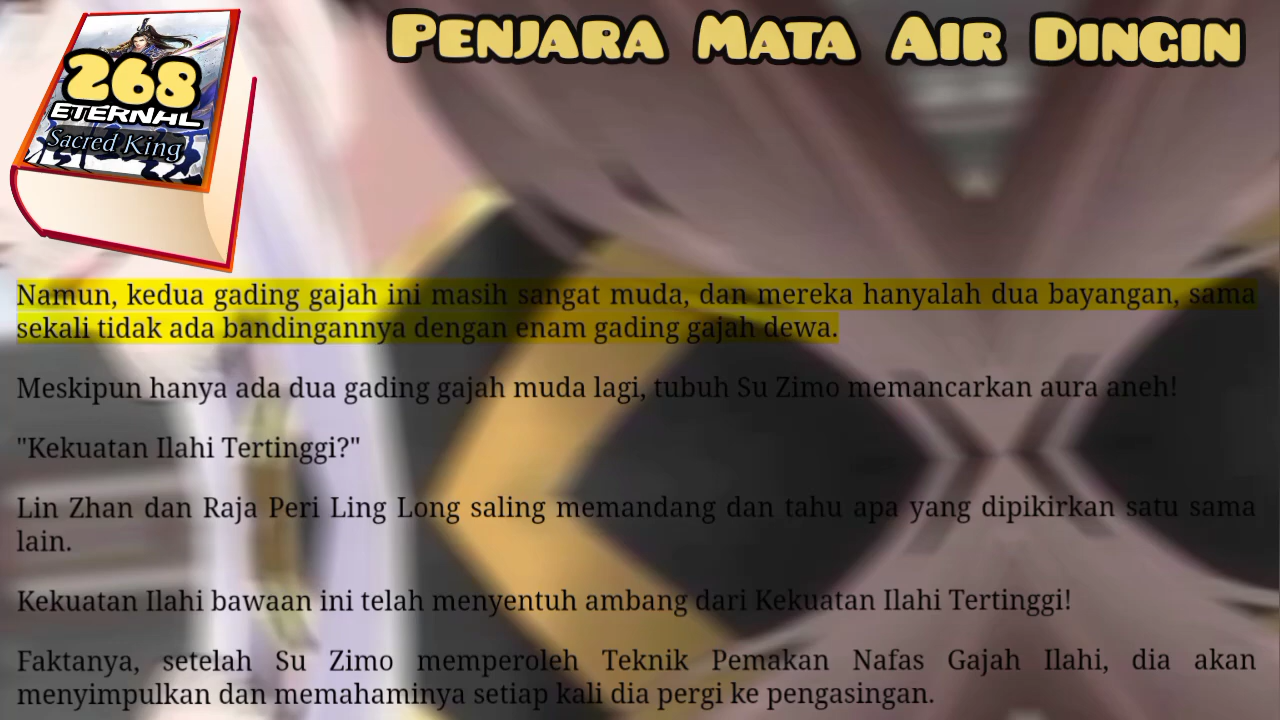 PENJARA MATA AIR DINGIN
268
ETERNAL
Sacred King
Namun, kedua gading gajah ini masih sangat muda, dan mereka hanyalah dua bayangan, sama
sekali tidak ada bandingannya dengan enam gading gajah dewa.
Meskipun hanya ada dua gading gajah muda lagi, tubuh Su Zimo memancarkan aura aneh!
"Kekuatan Ilahi Tertinggi?"
Lin Zhan dan Raja Peri Ling Long saling memandang dan tahu apa yang dipikirkan satu sama
lain.
Kekuatan Ilahi bawaan ini telah menyentuh ambang dari Kekuatan Ilahi Tertinggi!
Faktanya, setelah Su Zimo memperoleh Teknik Pemakan Nafas Gajah Ilahi, dia akan
menyimpulkan dan memahaminya setiap kali dia pergi ke pengasingan.